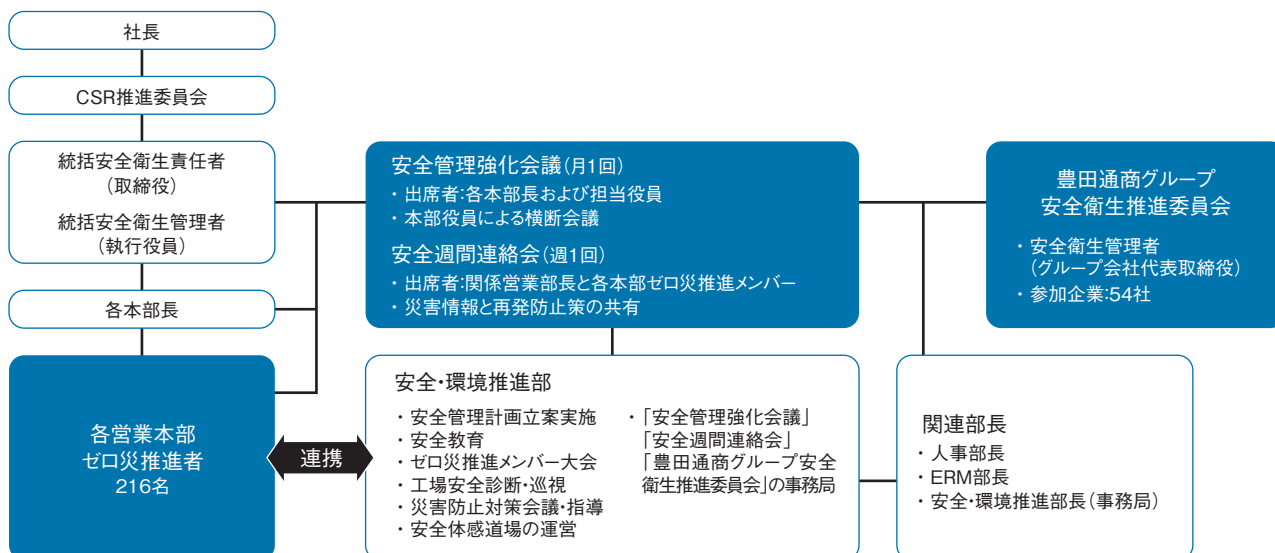 社長
CSR推進委員会
統括安全衛生責任者
(取締役)
統括安全衛生管理者
(執行役員)
各本部長
各営業本部
ゼロ災推進者
216名
連携
安全管理強化会議(月1回)
・出席者:各本部長および担当役員
・本部役員による横断会議
安全週間連絡会(週1回)
・出席者:関係営業部長と各本部ゼロ災推進メンバー
・災害情報と再発防止策の共有
安全・環境推進部
・安全管理計画立案実施
・安全教育
・ゼロ災推進メンバー大会
・工場安全診断・巡視
・災害防止対策会議・指導
・安全体感道場の運営
・「安全管理強化会議」
「安全週間連絡会」
「豊田通商グループ安全
衛生推進委員会」の事務局
豊田通商グループ
安全衛生推進委員会
・安全衛生管理者
(グループ会社代表取締役)
・参加企業:54社
関連部長
・人事部長
・ERM部長
・安全・環境推進部長(事務局)